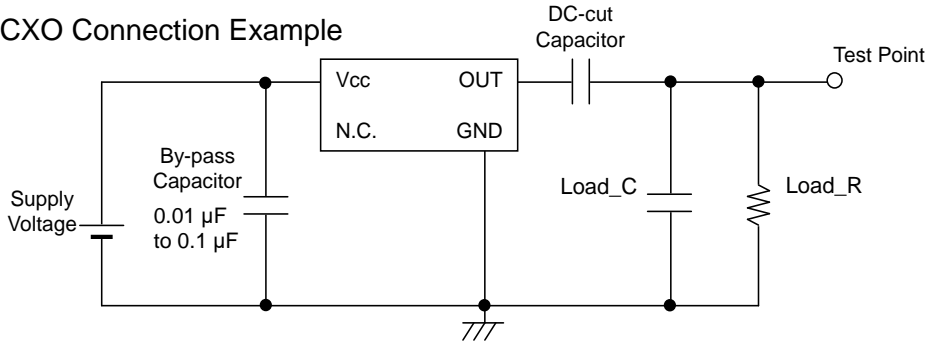 CXO Connection Example
DC-cut
Capacitor
Test Point
Vcc
OUT
N.C.
GND
By-pass
Capacitor
0.01 µF
to 0.1 µF
Supply
Voltage
Load_C
Load_R